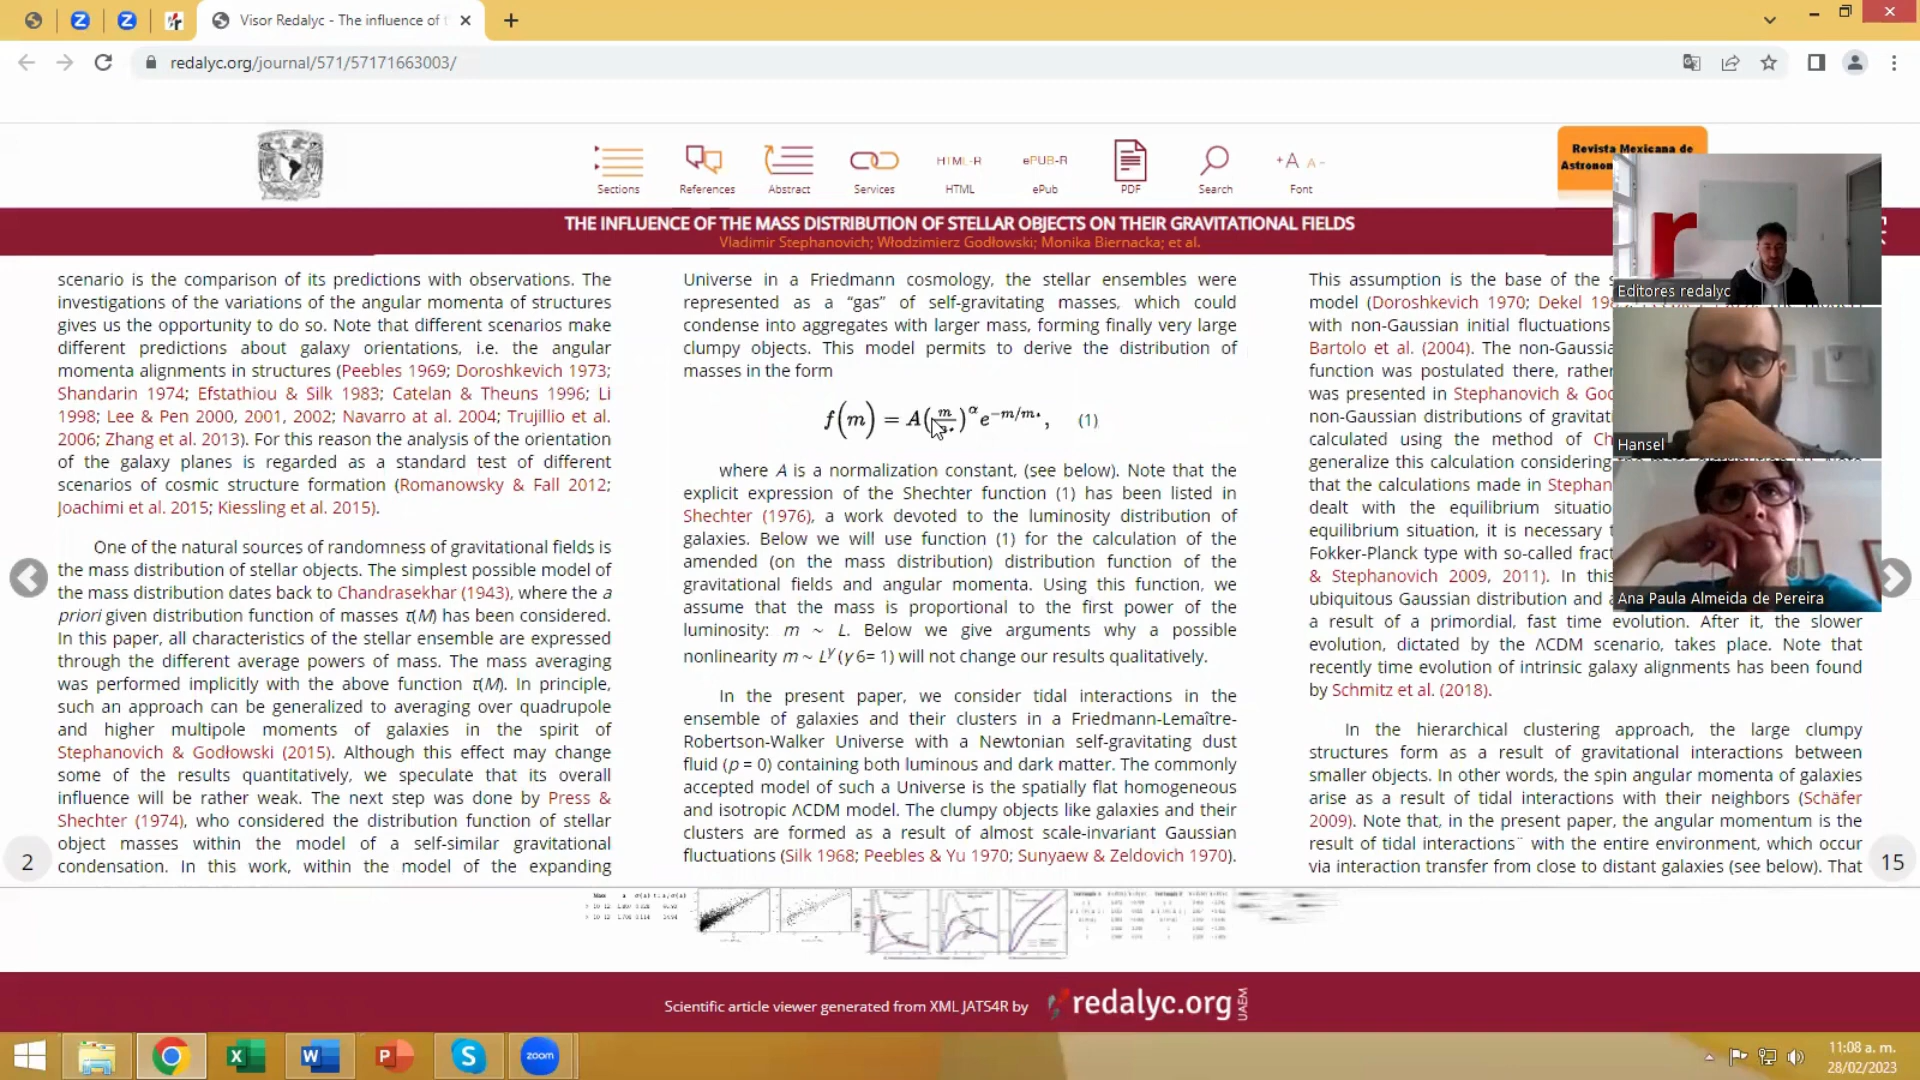 Visor Redalyc - The influence of t
redalyc.org/journal/571/57171663003/
Sections
References
Abstract
Services
HTML-R
HTML
ePUB-R
ePub
PDF
Search
+A A-
Font
Revista Mexicana de
THE INFLUENCE OF THE MASS DISTRIBUTION OF STELLAR OBJECTS ON THEIR GRAVITATIONAL FIELDS
Vladimir Stephanovich; Włodzimierz Godłowski; Monika Biernacka; et al.
scenario is the comparison of its predictions with observations. The
investigations of the variations of the angular momenta of structures
gives us the opportunity to do so. Note that different scenarios make
different predictions about galaxy orientations, i.e. the angular
momenta alignments in structures (Peebles 1969; Doroshkevich 1973;
Shandarin 1974; Efstathiou & Silk 1983; Catelan & Theuns 1996; Li
1998; Lee & Pen 2000, 2001, 2002; Navarro at al. 2004; Trujillio et al.
2006; Zhang et al. 2013). For this reason the analysis of the orientation
of the galaxy planes is regarded as a standard test of different
scenarios of cosmic structure formation (Romanowsky & Fall 2012;
Joachimi et al. 2015; Kiessling et al. 2015).
One of the natural sources of randomness of gravitational fields is
the mass distribution of stellar objects. The simplest possible model of
the mass distribution dates back to Chandrasekhar (1943), where the a
priori given distribution function of masses τ(M) has been considered.
In this paper, all characteristics of the stellar ensemble are expressed
through the different average powers of mass. The mass averaging
was performed implicitly with the above function τ(M). In principle,
such an approach can be generalized to averaging over quadrupole
and higher multipole moments of galaxies in the spirit of
Stephanovich & Godłowski (2015). Although this effect may change
some of the results quantitatively, we speculate that its overall
influence will be rather weak. The next step was done by Press &
Shechter (1974), who considered the distribution function of stellar
object masses within the model of a self-similar gravitational
condensation. In this work, within the model of the expanding
2
Universe in a Friedmann cosmology, the stellar ensembles were
represented as a “gas” of self-gravitating masses, which could
condense into aggregates with larger mass, forming finally very large
clumpy objects. This model permits to derive the distribution of
masses in the form
f(m) = A(m/)^α e^{-m/m*}, (1)
where A is a normalization constant, (see below). Note that the
explicit expression of the Shechter function (1) has been listed in
Shechter (1976), a work devoted to the luminosity distribution of
galaxies. Below we will use function (1) for the calculation of the
amended (on the mass distribution) distribution function of the
gravitational fields and angular momenta. Using this function, we
assume that the mass is proportional to the first power of the
luminosity: m ~ L. Below we give arguments why a possible
nonlinearity m ~ L^γ (γ 6= 1) will not change our results qualitatively.
In the present paper, we consider tidal interactions in the
ensemble of galaxies and their clusters in a Friedmann-Lemaître-
Robertson-Walker Universe with a Newtonian self-gravitating dust
fluid (p = 0) containing both luminous and dark matter. The commonly
accepted model of such a Universe is the spatially flat homogeneous
and isotropic ΛCDM model. The clumpy objects like galaxies and their
clusters are formed as a result of almost scale-invariant Gaussian
fluctuations (Silk 1968; Peebles & Yu 1970; Sunyaew & Zeldovich 1970).
This assumption is the base of the
model (Doroshkevich 1970; Dekel
with non-Gaussian initial fluctuations
Bartolo et al. (2004). The
function was postulated there, rather
was presented in Stephanovich &
non-Gaussian distributions of
calculated using the method of
generalize this calculation considering
that the calculations made in
dealt with the equilibrium
equilibrium situation, it is necessary
Fokker-Planck type with so-called
& Stephanovich 2009, 2011). In
ubiquitous Gaussian distribution and
a result of a primordial, fast time evolution. After it, the slower
evolution, dictated by the ΛCDM scenario, takes place. Note that
recently time evolution of intrinsic galaxy alignments has been found
by Schmitz et al. (2018).
In the hierarchical clustering approach, the large clumpy
structures form as a result of gravitational interactions between
smaller objects. In other words, the spin angular momenta of galaxies
arise as a result of tidal interactions with their neighbors (Schäfer
2009). Note that, in the present paper, the angular momentum is the
result of tidal interactions¨ with the entire environment, which occur
via interaction transfer from close to distant galaxies (see below). That
15
Editores redalyc
Hansel
Ana Paula Almeida de Pereira
Scientific article viewer generated from XML JATS4R by
redalyc.org
UAEM
zoom
11:08 a. m.
28/02/2023